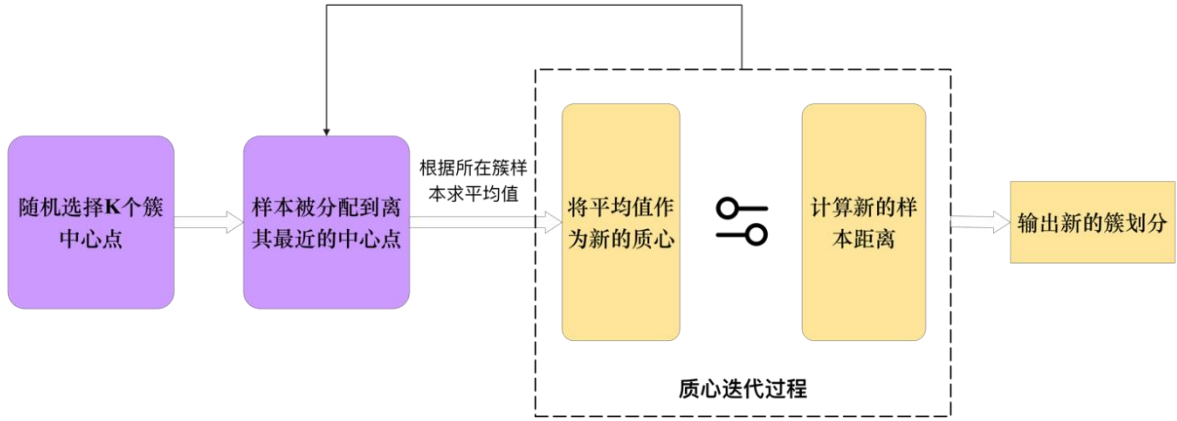 随机选择K个簇
中心点
样本被分配到离
其最近的中心点
根据所在簇样
本求平均值
将平均值作
为新的质心
计算新的样
本距离
质心迭代过程
输出新的簇划分